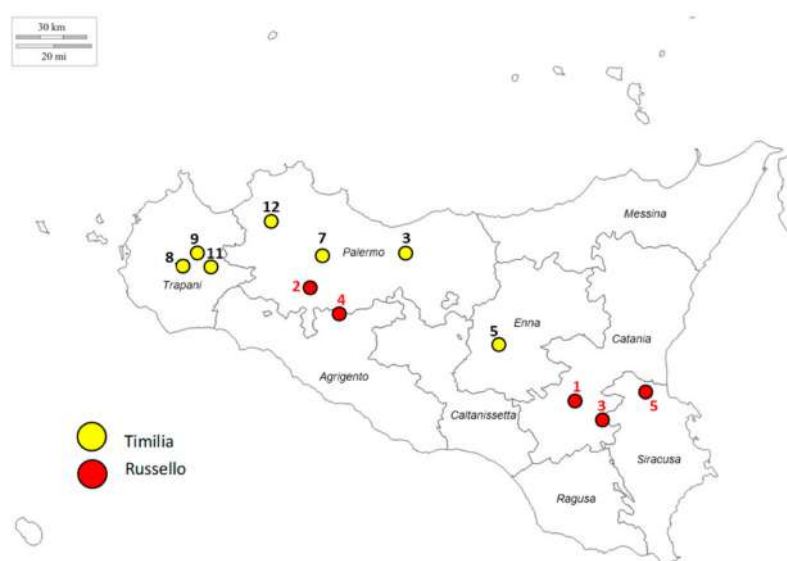 30 km
20 mi
Messina
12
9
7
3
Palermo
8
11
Trapani
2
4
5
Enna
Catania
Agrigento
1
3
5
Caltanissetta
Siracusa
Timilia
Russello
Ragusa